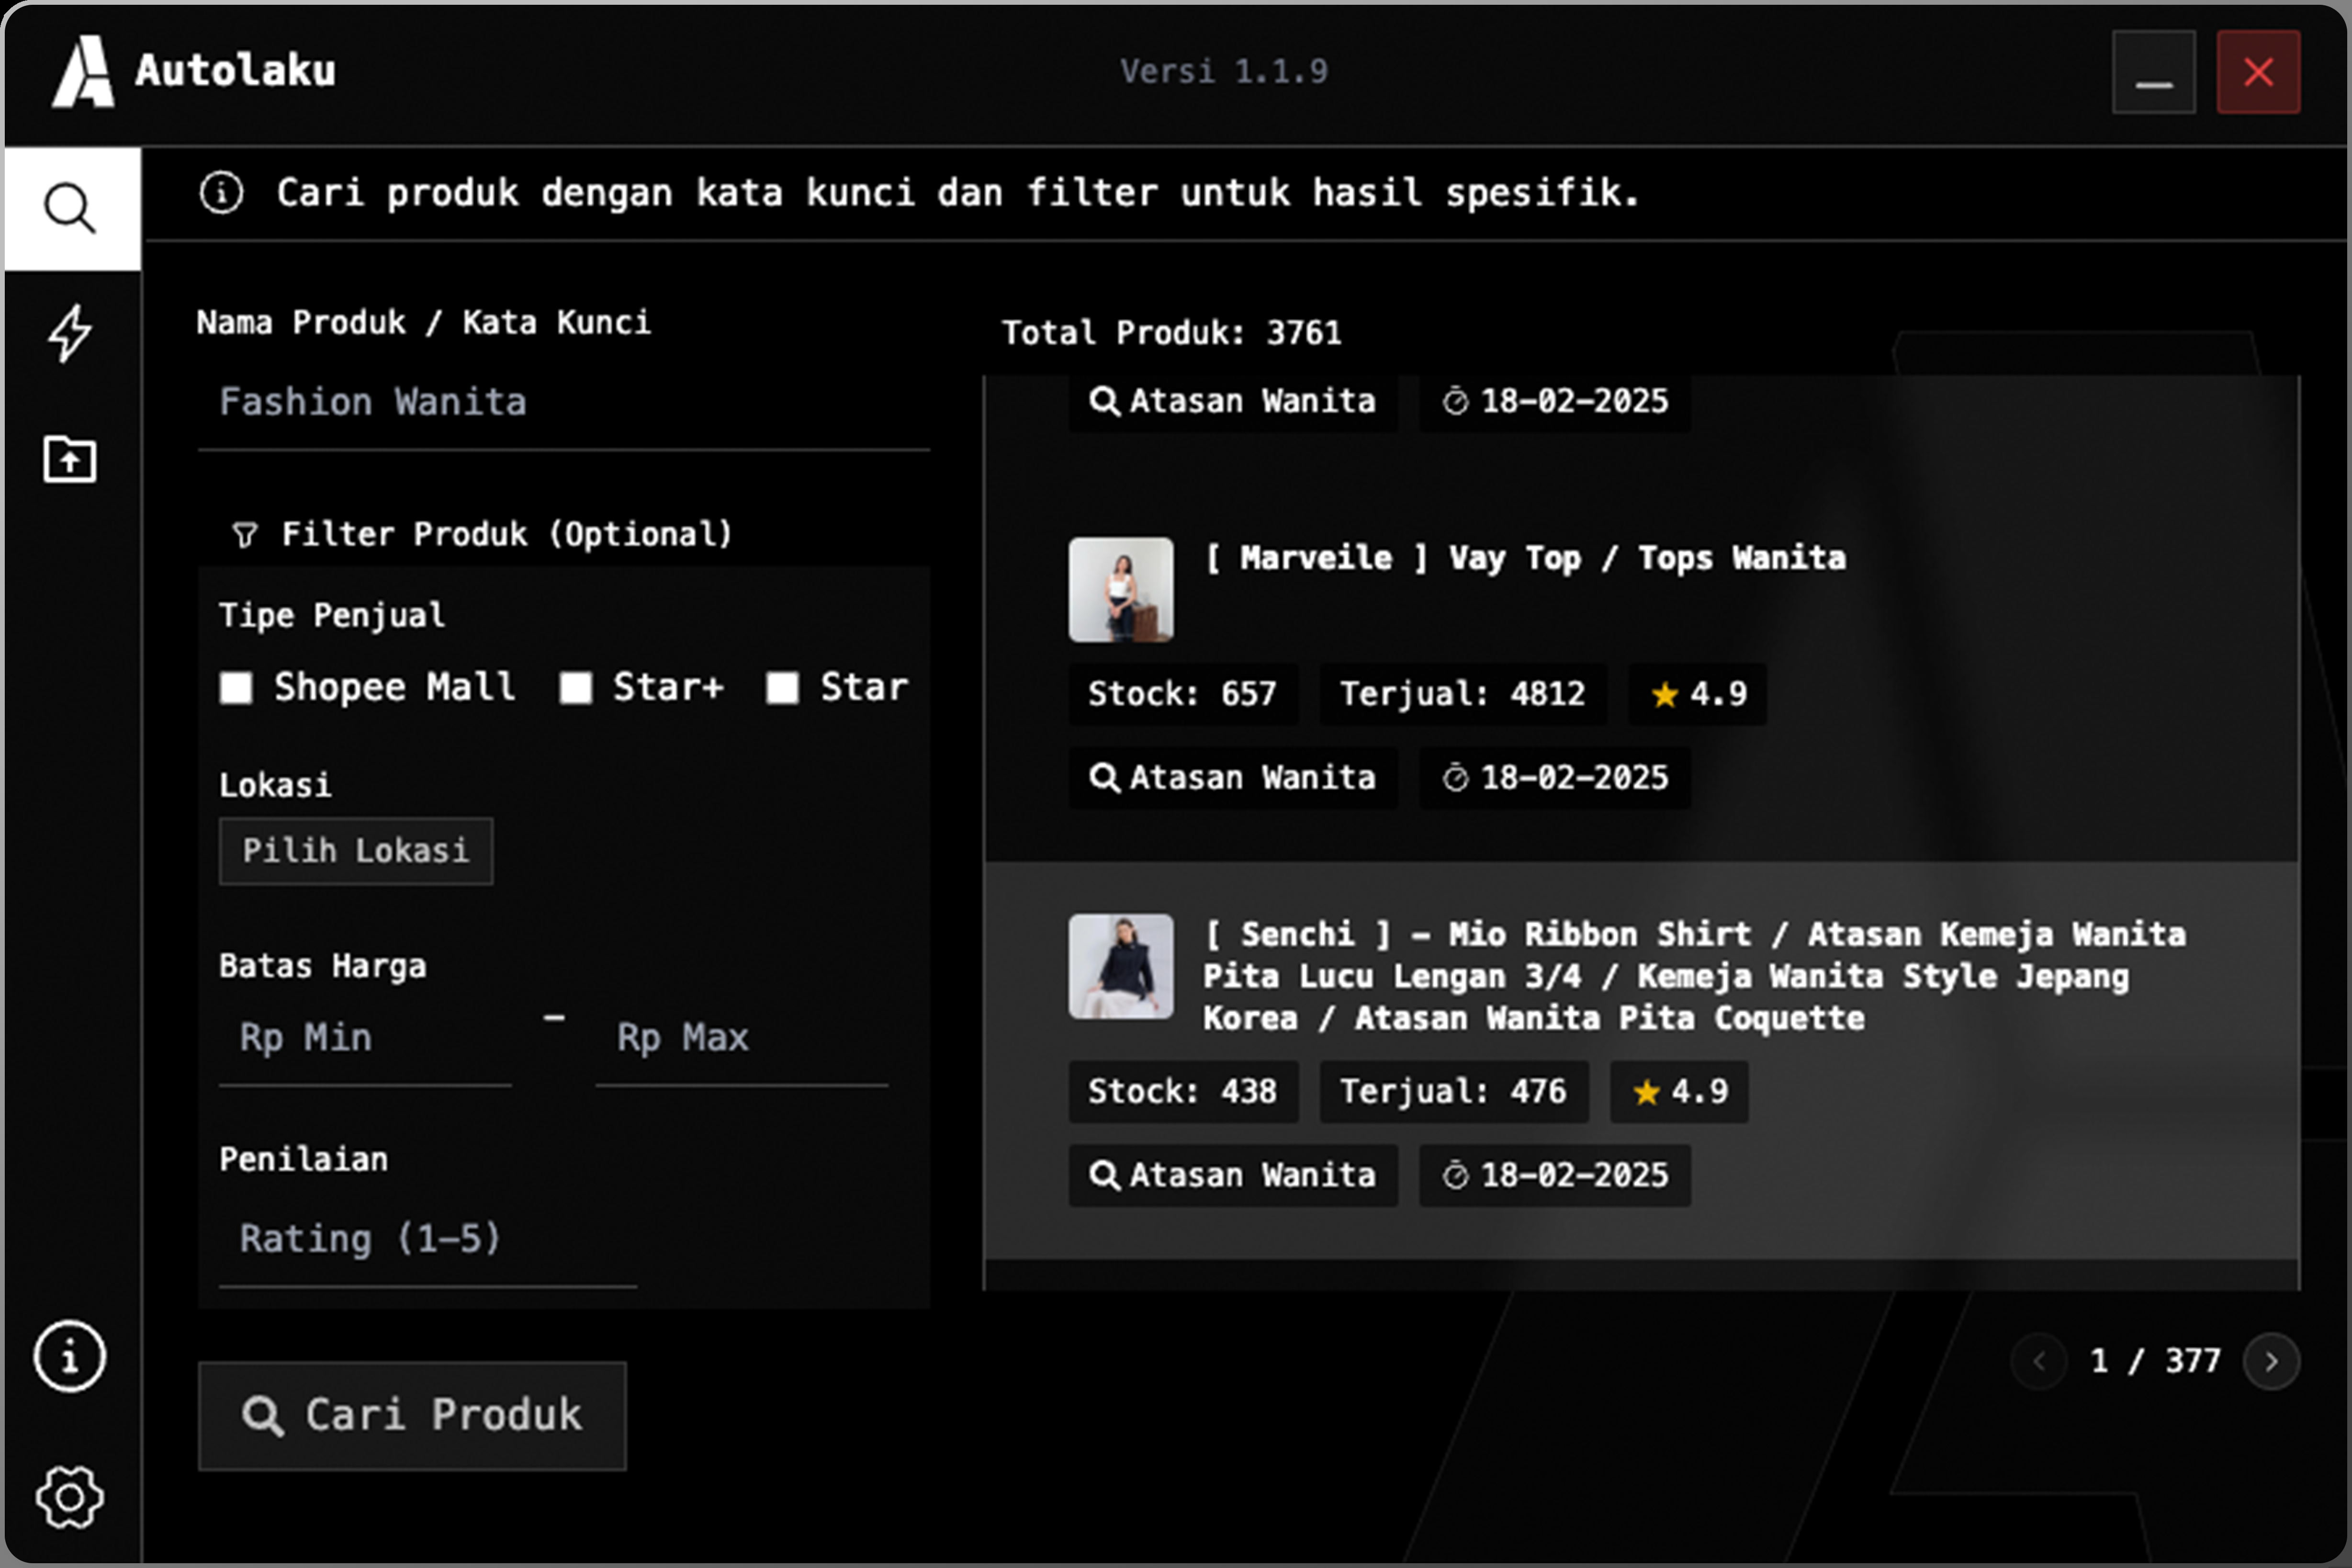 Autolaku
Versi 1.1.9
Cari produk dengan kata kunci dan filter untuk hasil spesifik.
Nama Produk / Kata Kunci
Fashion Wanita
Filter Produk (Optional)
Tipe Penjual
Shopee Mall Star+ Star
Lokasi
Pilih Lokasi
Batas Harga
Rp Min - Rp Max
Penilaian
Rating (1-5)
Cari Produk
Total Produk: 3761
Atasan Wanita 18-02-2025
[ Marveile ] Vay Top / Tops Wanita
Stock: 657 Terjual: 4812 ★ 4.9
Atasan Wanita 18-02-2025
[ Senchi ] - Mio Ribbon Shirt / Atasan Kemeja Wanita
Pita Lucu Lengan 3/4 / Kemeja Wanita Style Jepang
Korea / Atasan Wanita Pita Coquette
Stock: 438 Terjual: 476 ★ 4.9
Atasan Wanita 18-02-2025
1 / 377